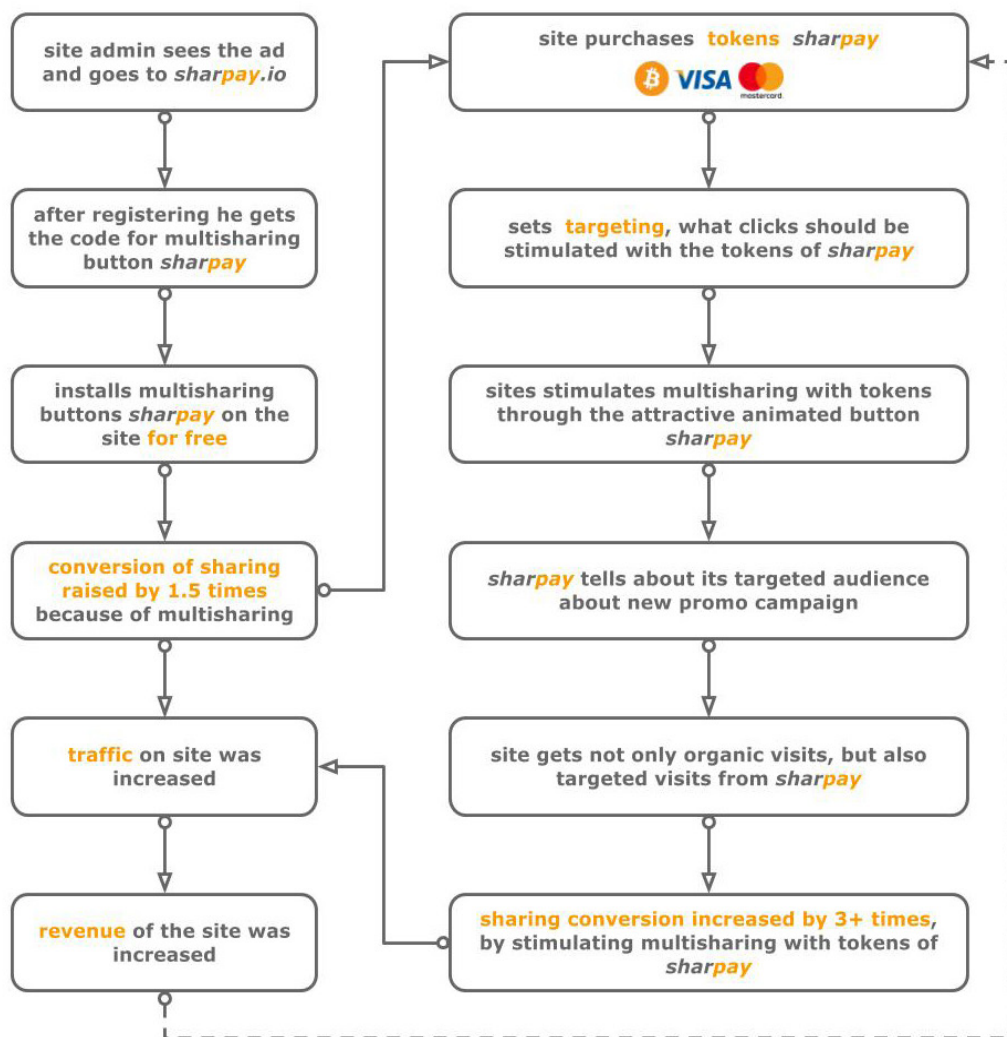 site admin sees the ad
and goes to sharpay.io
after registering he gets
the code for multisharing
button sharpay
installs multisharing
buttons sharpay on the
site for free
conversion of sharing
raised by 1.5 times
because of multisharing
traffic on site was
increased
revenue of the site was
increased
site purchases tokens sharpay
VISA
mastercard
sets targeting, what clicks should be
stimulated with the tokens of sharpay
sites stimulates multisharing with tokens
through the attractive animated button
sharpay
sharpay tells about its targeted audience
about new promo campaign
site gets not only organic visits, but also
targeted visits from sharpay
sharing conversion increased by 3+ times,
by stimulating multisharing with tokens of
sharpay